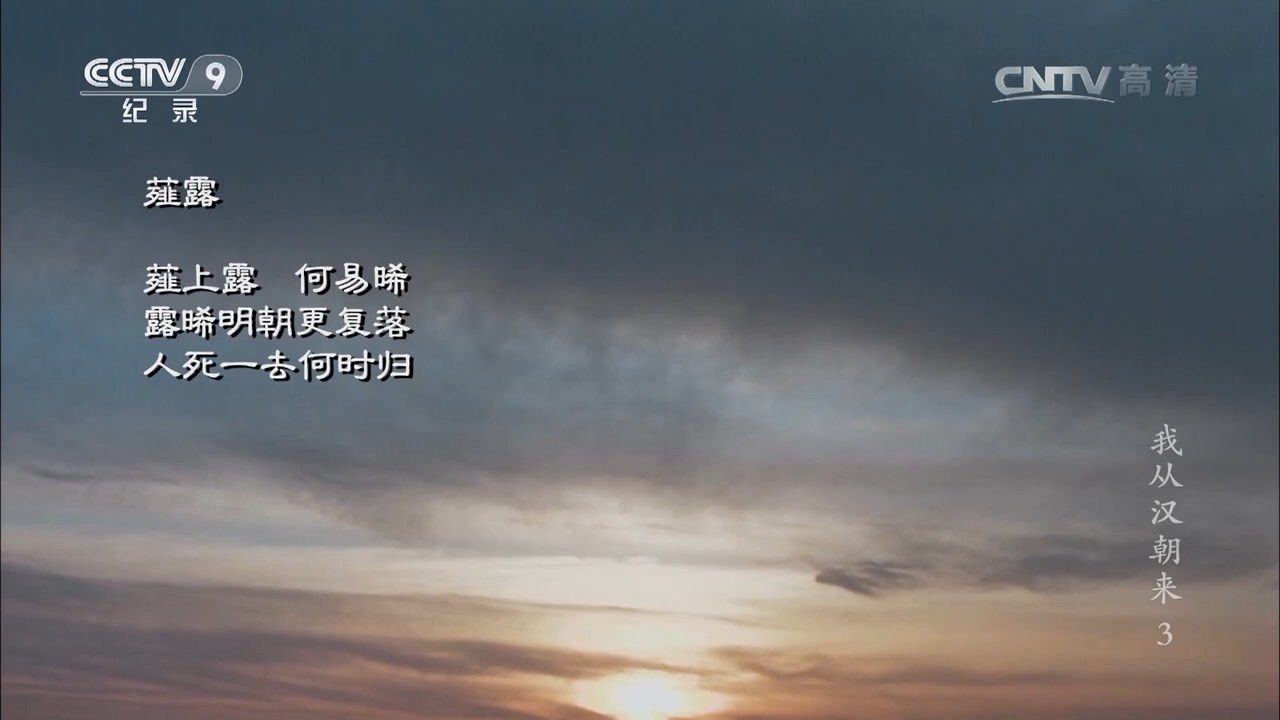 CCTV 9
纪录
CNTV高清
薤露
薤上露 何易晞
露晞明朝更复落
人死一去何时归
我从汉朝来 3